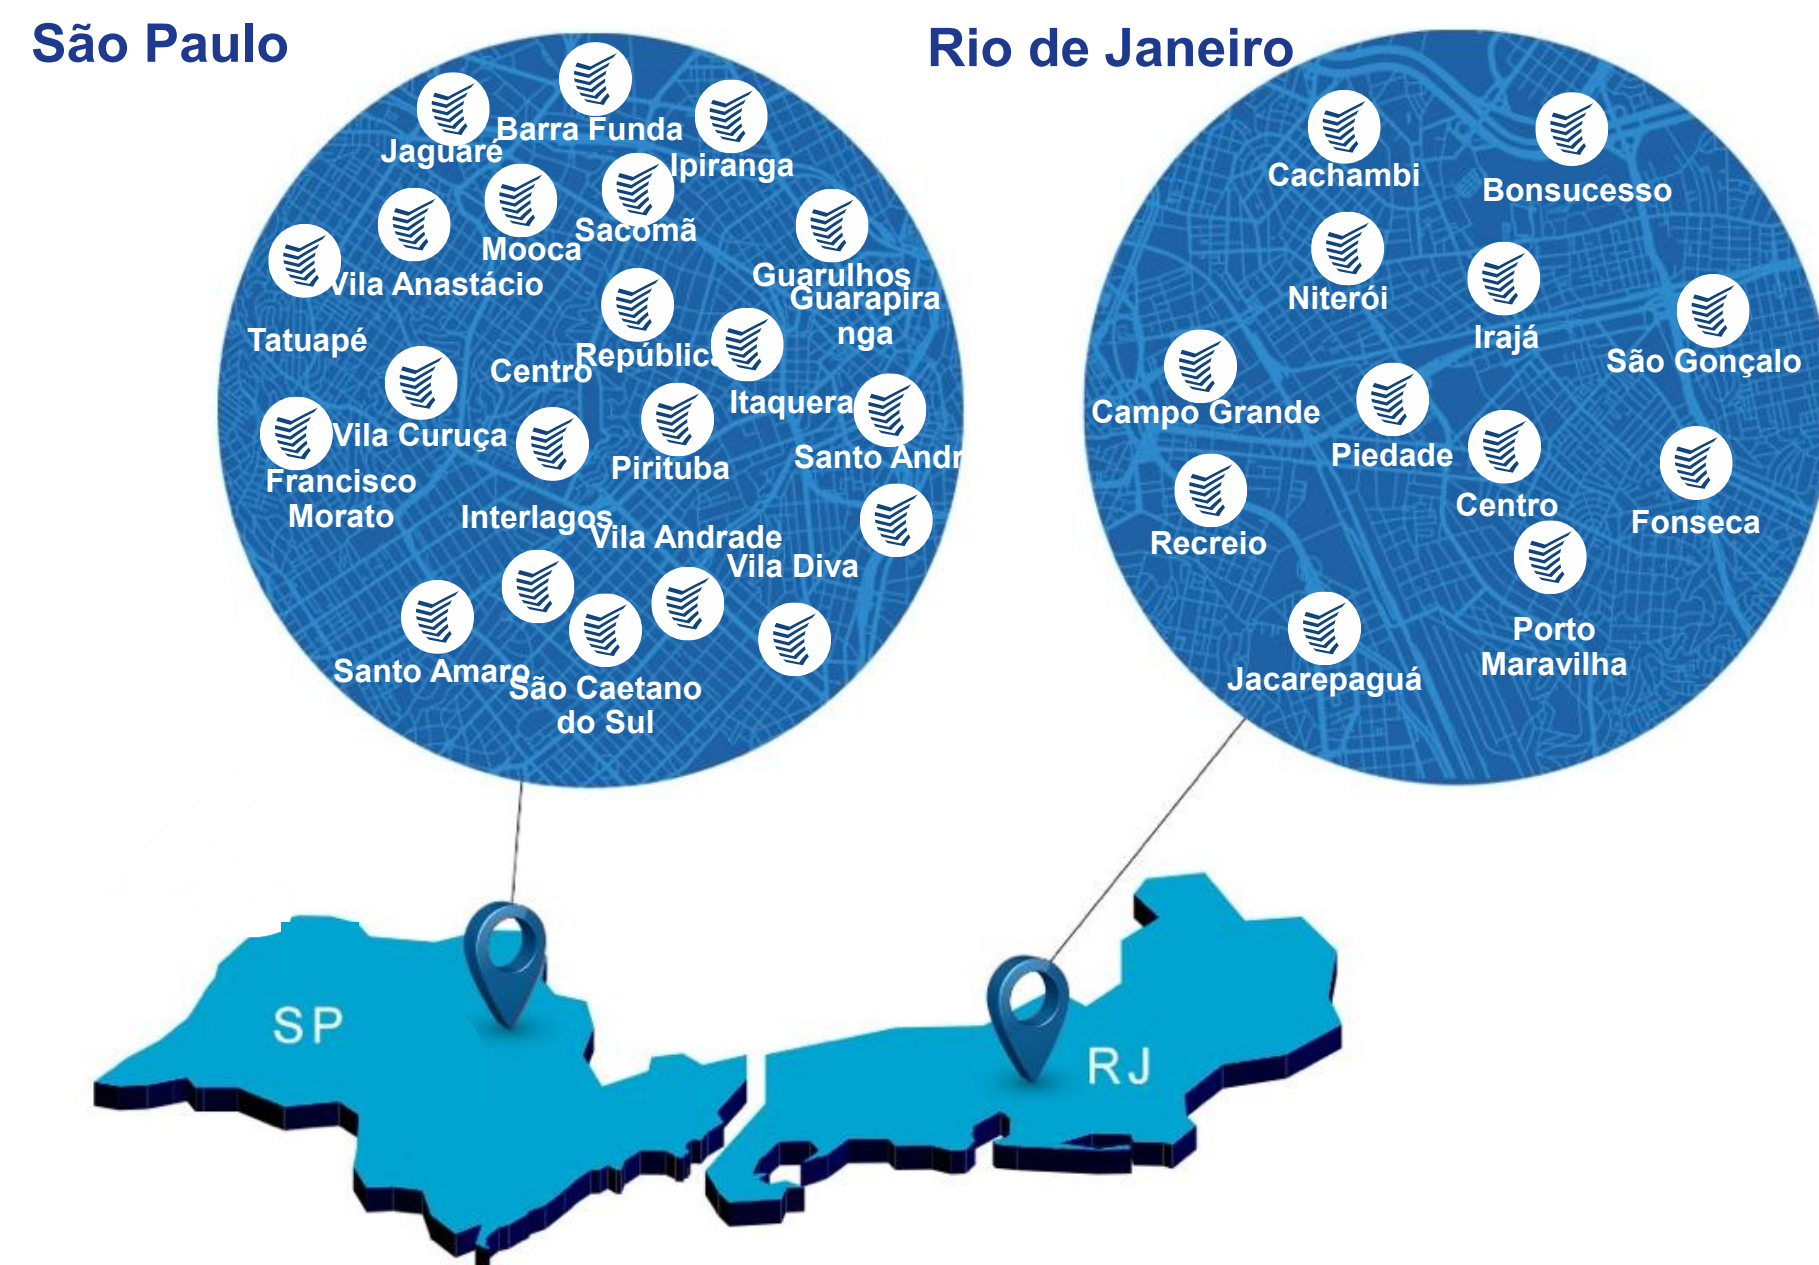 São Paulo
Jaguaré
Barra Funda
Ipiranga
Mooca
Sacomã
Vila Anastácio
Guarulhos
Guarapira
nga
Tatuapé
Centro
República
Itaquera
Vila Curuça
Pirituba
Santo Andr
Francisco
Morato
Interlagos
Vila Andrade
Vila Diva
Santo Amaro
São Caetano
do Sul
Rio de Janeiro
Cachambi
Bonsucesso
Niterói
Irajá
São Gonçalo
Campo Grande
Piedade
Centro
Recreio
Fonseca
Porto
Maravilha
Jacarepaguá
SP
RJ